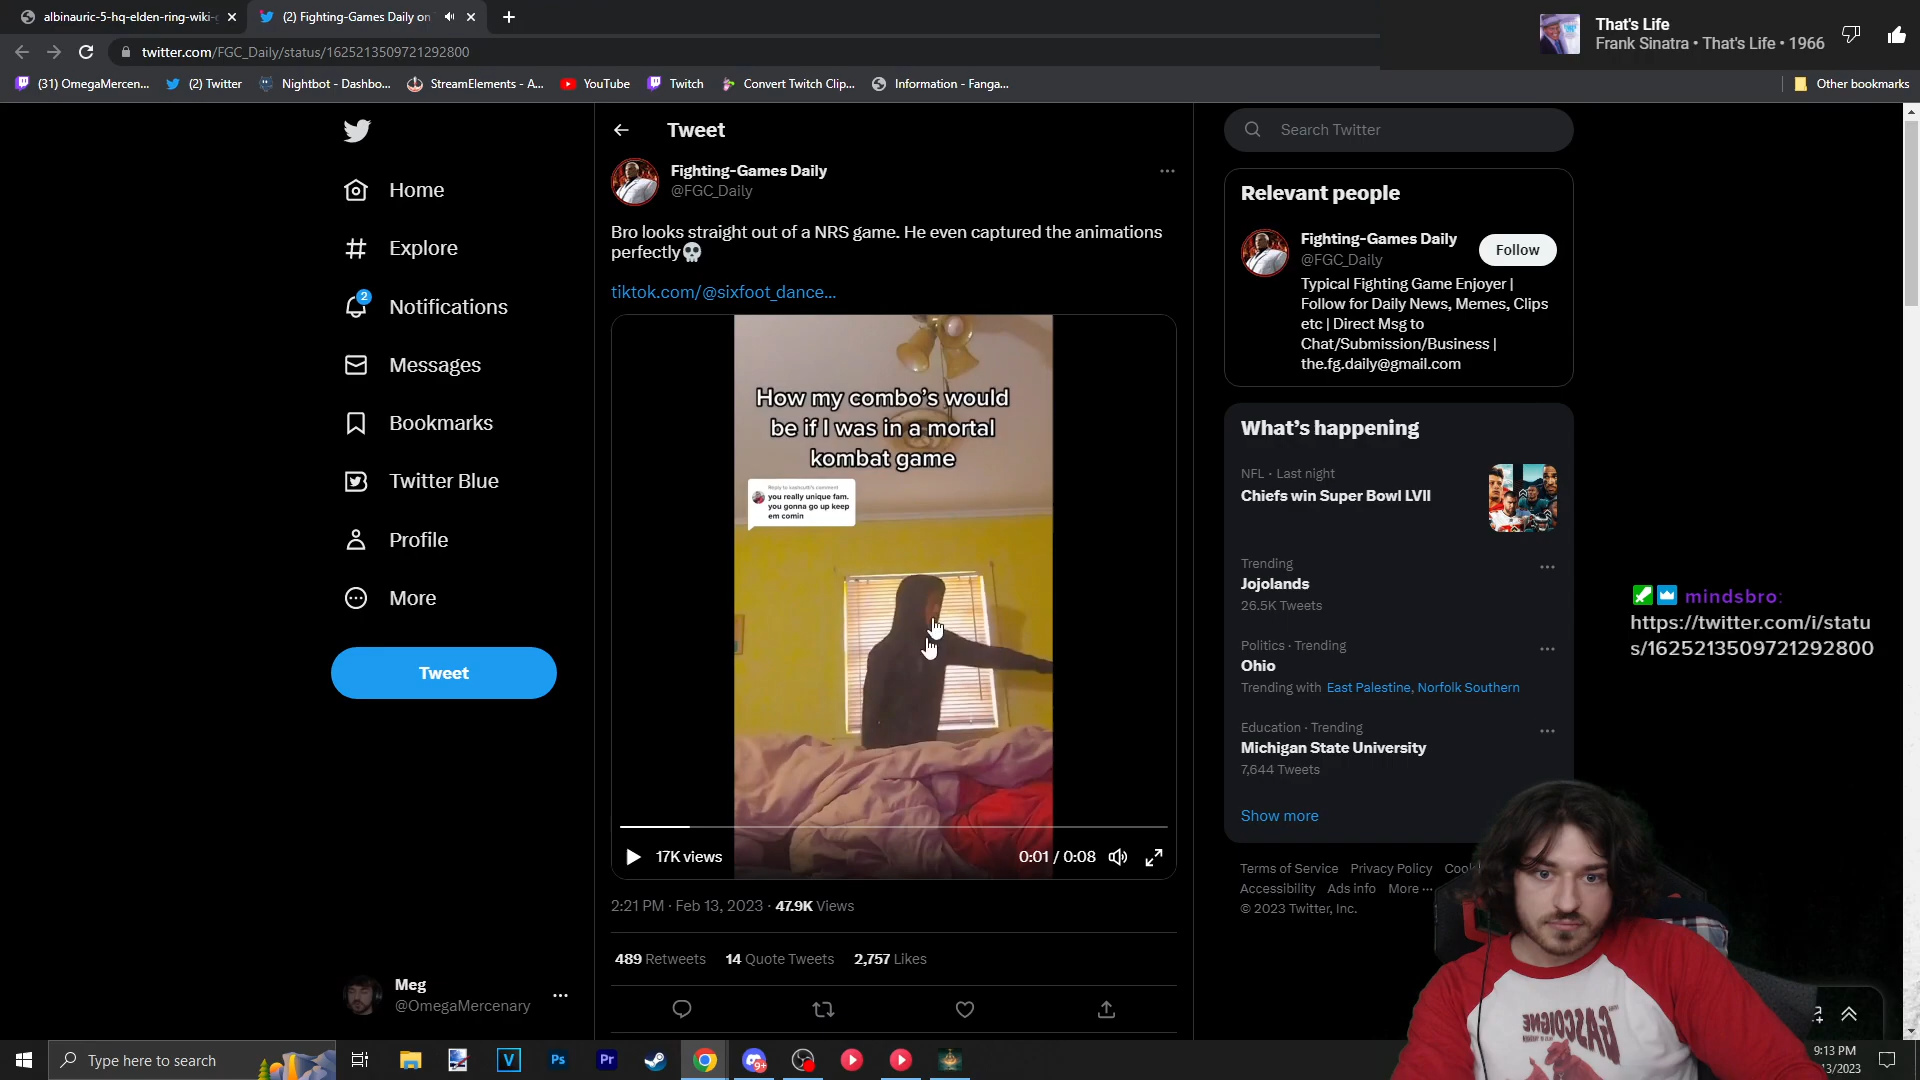 albinauric-5-hq-elden-ring-wiki-g
(2) Fighting-Games Daily on
twitter.com/FGC_Daily/status/1625213509721292800
That's Life
Frank Sinatra • That's Life • 1966
(31) OmegaMercen...
(2) Twitter
Nightbot - Dashbo...
StreamElements - A...
YouTube
Twitch
Convert Twitch Clip...
Information - Fanga...
Other bookmarks
Home
Explore
2
Notifications
Messages
Bookmarks
Twitter Blue
Profile
More
Tweet
Meg
@OmegaMercenary
Tweet
Fighting-Games Daily
@FGC_Daily
Bro looks straight out of a NRS game. He even captured the animations
perfectly💀
tiktok.com/@sixfoot_dance...
How my combo's would
be if I was in a mortal
kombat game
you really unique fam.
you gonna go up keep
em comin
17K views
0:01 / 0:08
2:21 PM · Feb 13, 2023 · 47.9K Views
489 Retweets 14 Quote Tweets 2,757 Likes
Search Twitter
Relevant people
Fighting-Games Daily
@FGC_Daily
Follow
Typical Fighting Game Enjoyer |
Follow for Daily News, Memes, Clips
etc | Direct Msg to
Chat/Submission/Business |
the.fg.daily@gmail.com
What's happening
NFL · Last night
Chiefs win Super Bowl LVII
Trending
Jojolands
26.5K Tweets
Politics · Trending
Ohio
Trending with East Palestine, Norfolk Southern
Education · Trending
Michigan State University
7,644 Tweets
Show more
Terms of Service Privacy Policy
Accessibility Ads info More ···
© 2023 Twitter, Inc.
mindsbro:
https://twitter.com/i/statu
s/1625213509721292800
GASCOIGNE
Type here to search
V
Ps
Pr
9+
9:13 PM
13/2023